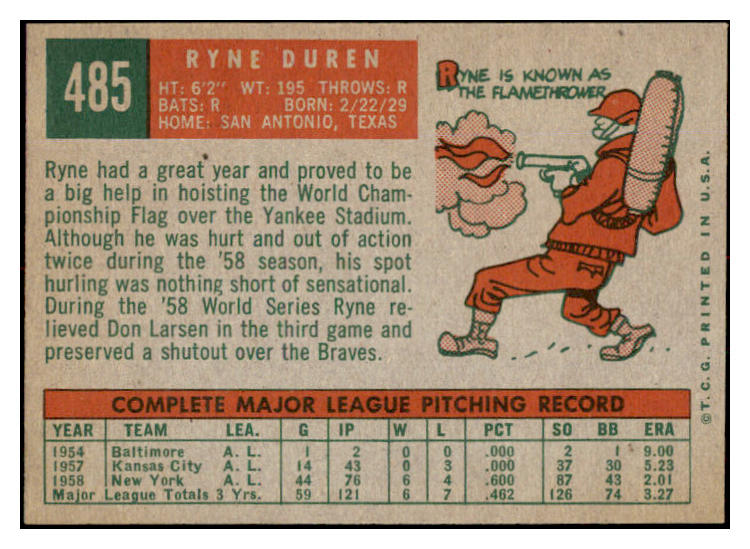 485
RYNE DUREN
HT: 6'2" WT: 195 THROWS: R
BATS: R BORN: 2/22/29
HOME: SAN ANTONIO, TEXAS
RYNE IS KNOWN AS
THE FLAMETHROWER
Ryne had a great year and proved to be
a big help in hoisting the World Cham-
pionship Flag over the Yankee Stadium.
Although he was hurt and out of action
twice during the '58 season, his spot
hurling was nothing short of sensational.
During the '58 World Series Ryne re-
lieved Don Larsen in the third game and
preserved a shutout over the Braves.
©T.C.G. PRINTED IN U.S.A.
COMPLETE MAJOR LEAGUE PITCHING RECORD
YEAR TEAM LEA. G IP W L PCT SO BB ERA
1954 Baltimore A. L. 1 2 0 0 .000 2 1 9.00
1957 Kansas City A. L. 14 43 0 3 .000 37 30 5.23
1958 New York A. L. 44 76 6 4 .600 87 43 2.01
Major League Totals 3 Yrs. 59 121 6 7 .462 126 74 3.27